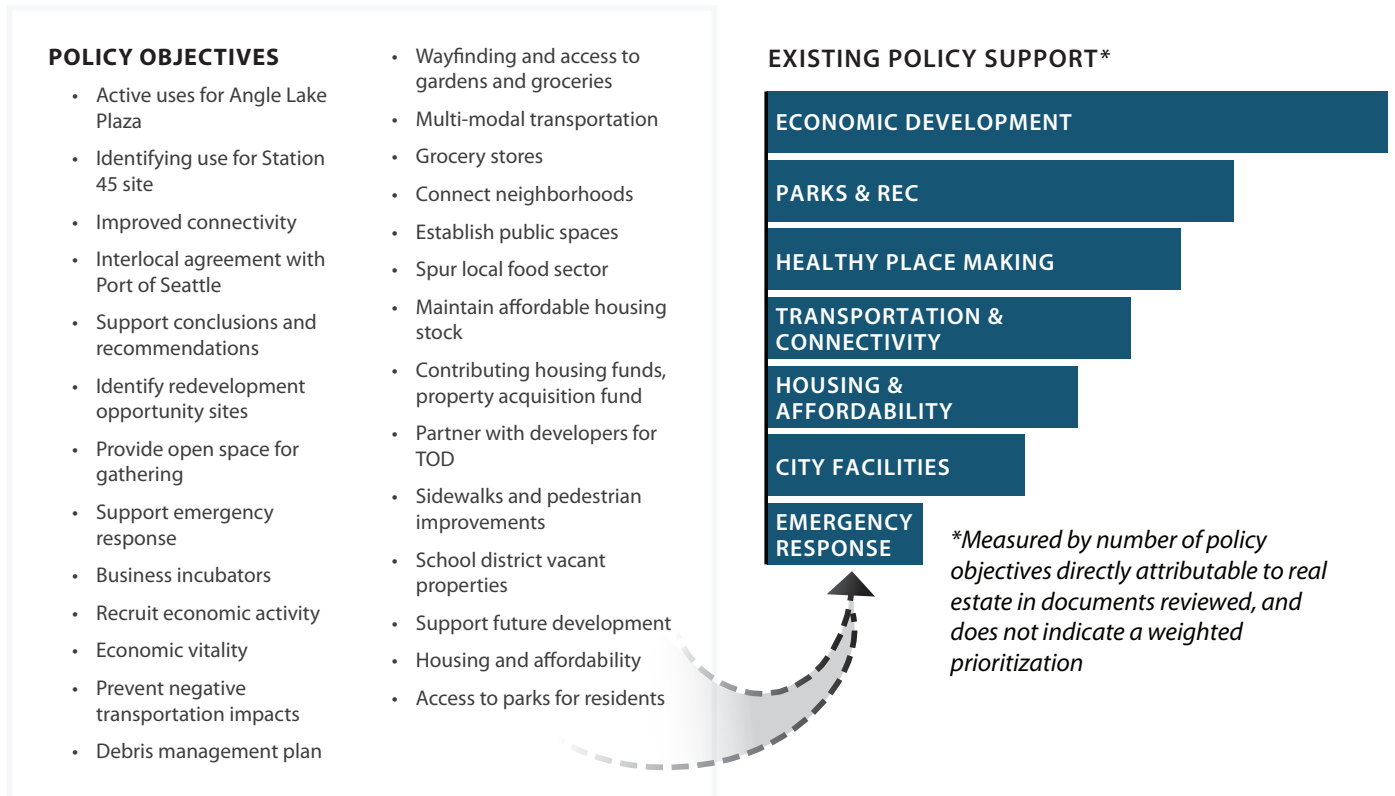 POLICY OBJECTIVES
• Active uses for Angle Lake
Plaza
• Identifying use for Station
45 site
• Improved connectivity
• Interlocal agreement with
Port of Seattle
• Support conclusions and
recommendations
• Identify redevelopment
opportunity sites
• Provide open space for
gathering
• Support emergency
response
• Business incubators
• Recruit economic activity
• Economic vitality
• Prevent negative
transportation impacts
• Debris management plan
• Wayfinding and access to
gardens and groceries
• Multi-modal transportation
• Grocery stores
• Connect neighborhoods
• Establish public spaces
• Spur local food sector
• Maintain affordable housing
stock
• Contributing housing funds,
property acquisition fund
• Partner with developers for
TOD
• Sidewalks and pedestrian
improvements
• School district vacant
properties
• Support future development
• Housing and affordability
• Access to parks for residents
EXISTING POLICY SUPPORT*
ECONOMIC DEVELOPMENT
PARKS & REC
HEALTHY PLACE MAKING
TRANSPORTATION &
CONNECTIVITY
HOUSING &
AFFORDABILITY
CITY FACILITIES
EMERGENCY
RESPONSE
*Measured by number of policy
objectives directly attributable to real
estate in documents reviewed, and
does not indicate a weighted
prioritization